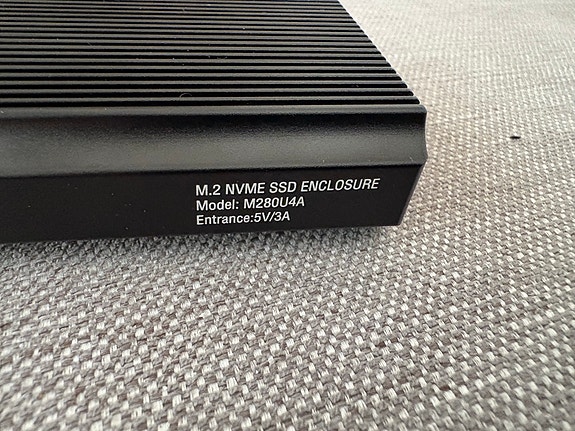 M.2 NVME SSD ENCLOSURE
Model: M280U4A
Entrance:5V/3A